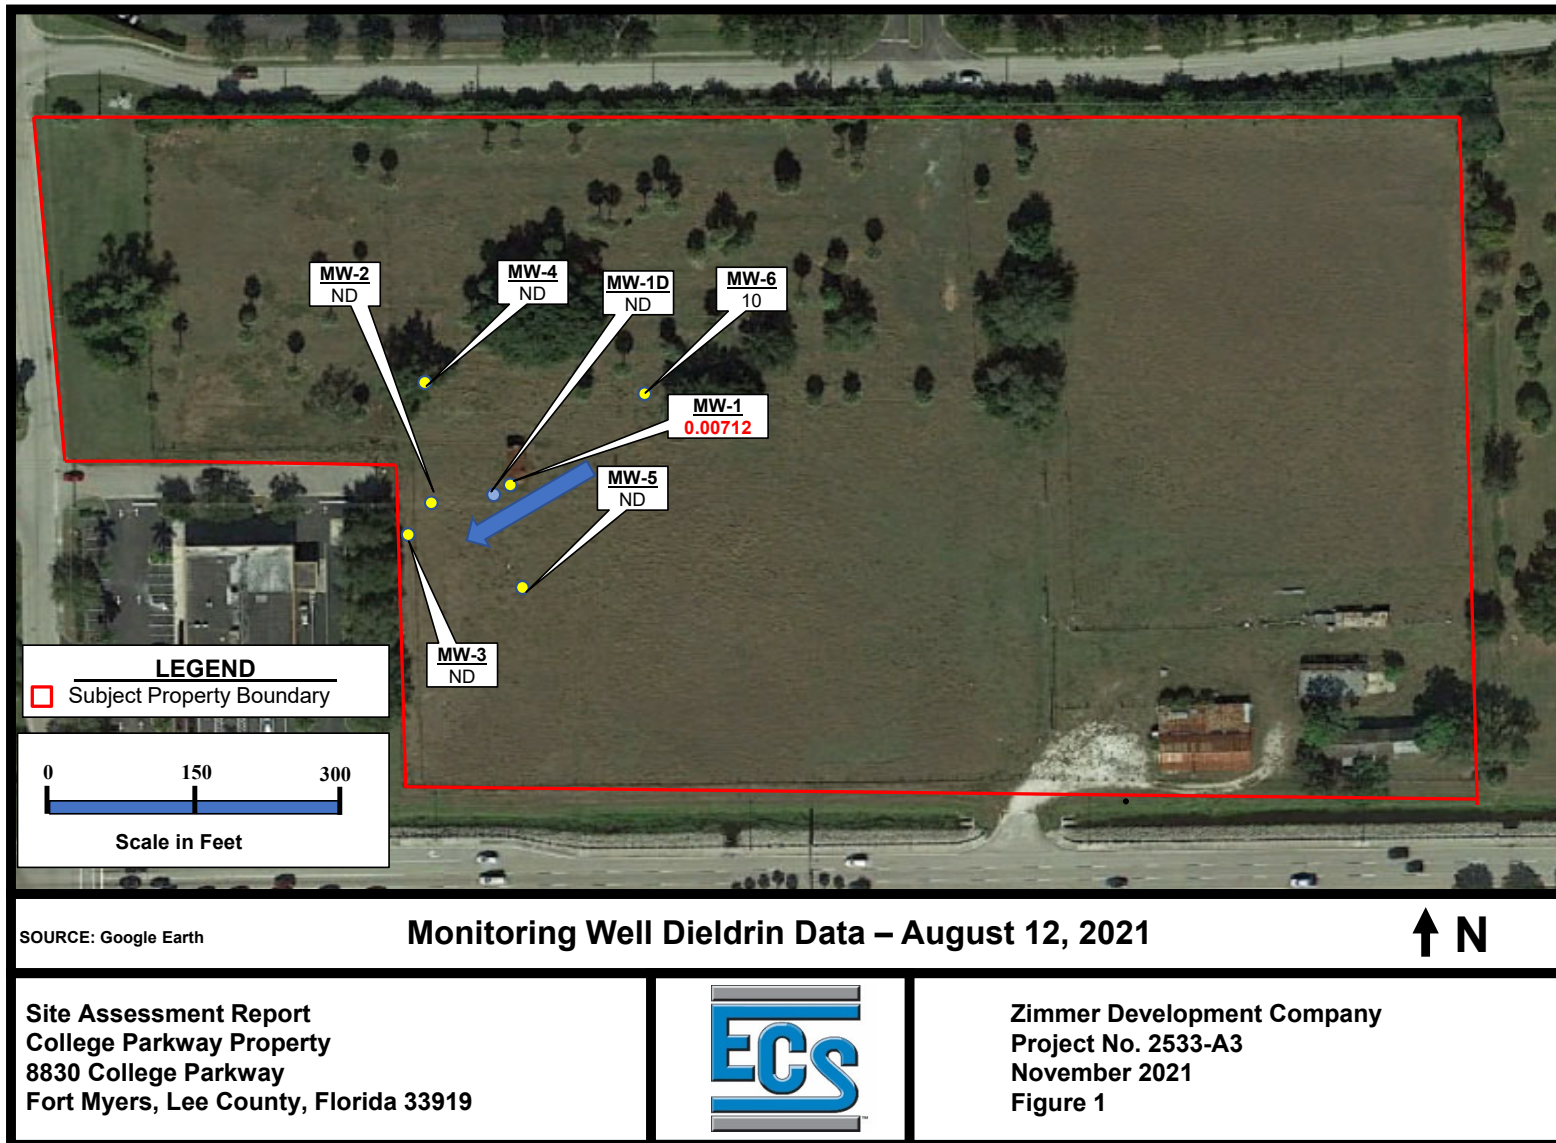 MW-2
ND
MW-4
ND
MW-1D
ND
MW-6
10
MW-1
0.00712
MW-5
ND
MW-3
ND
LEGEND
Subject Property Boundary
0 150 300
Scale in Feet
SOURCE: Google Earth
Monitoring Well Dieldrin Data – August 12, 2021
N
Site Assessment Report
College Parkway Property
8830 College Parkway
Fort Myers, Lee County, Florida 33919
ECS
™
Zimmer Development Company
Project No. 2533-A3
November 2021
Figure 1